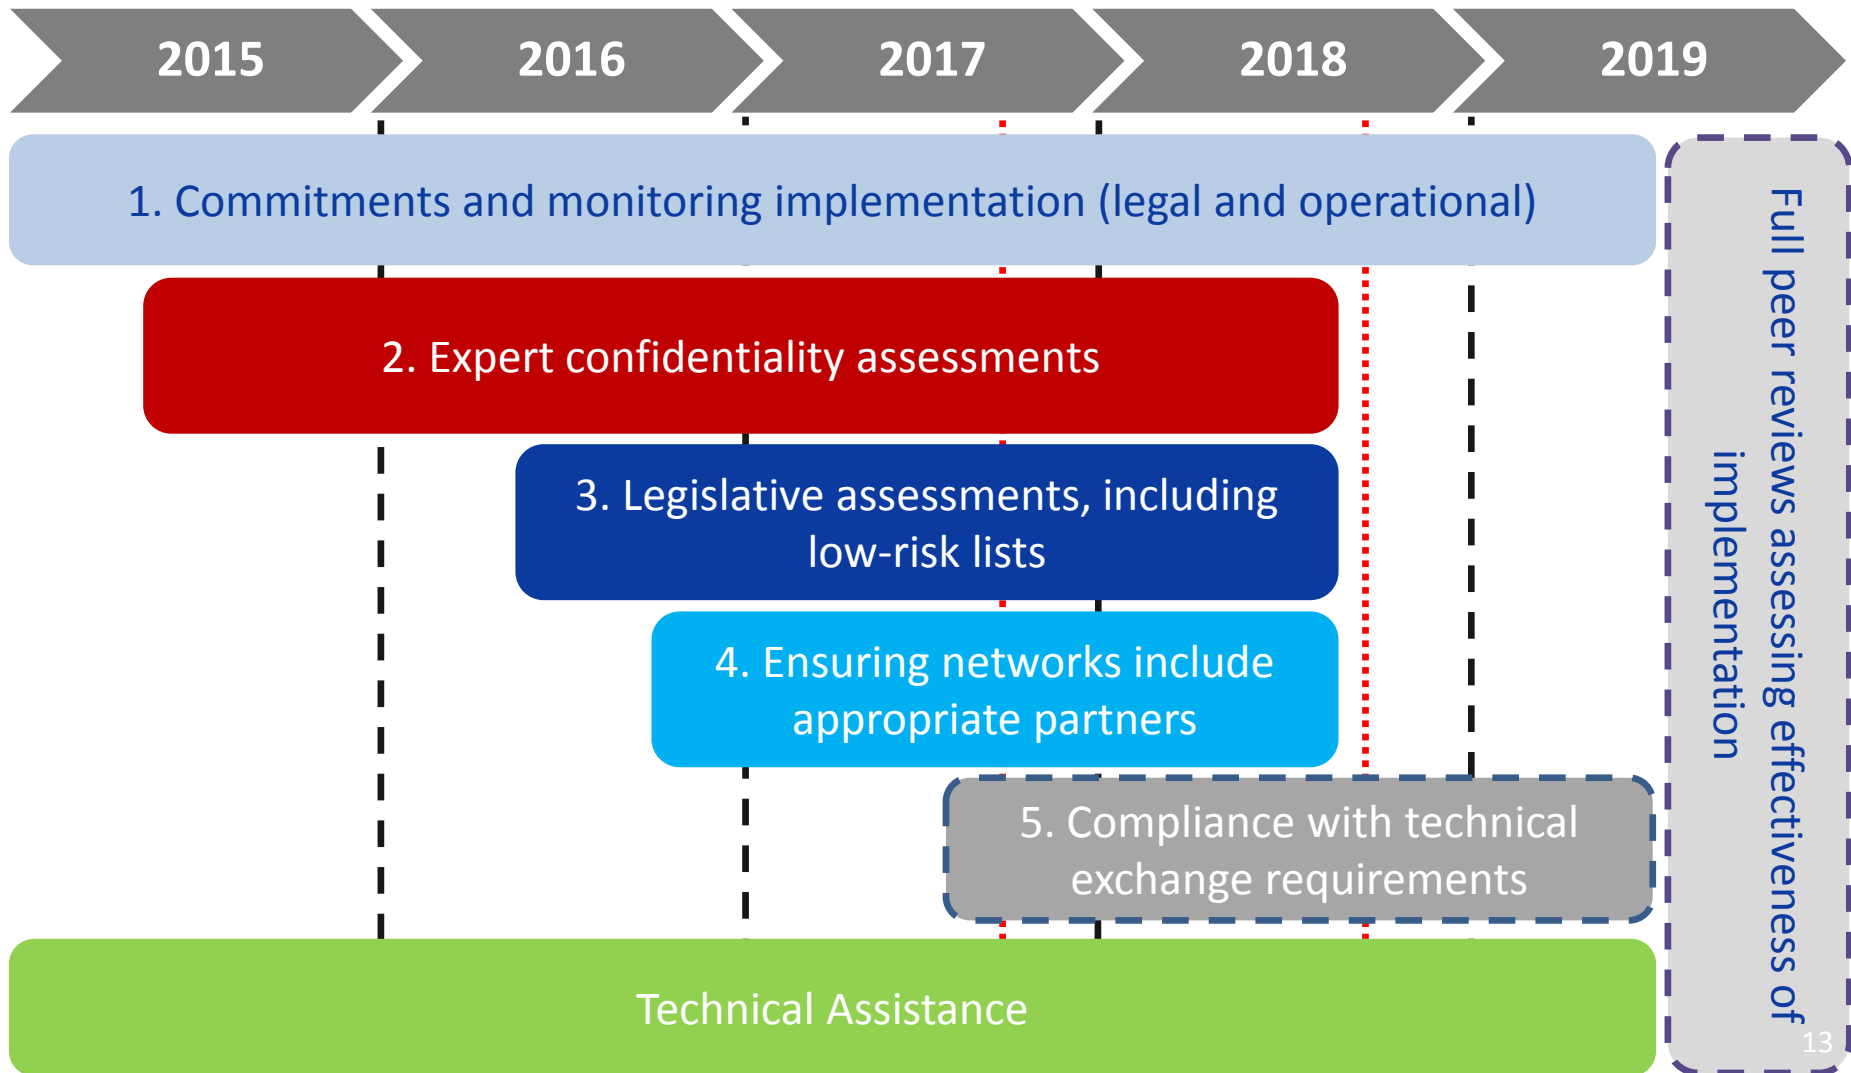 2015
2016
2017
2018
2019
1. Commitments and monitoring implementation (legal and operational)
2. Expert confidentiality assessments
3. Legislative assessments, including
low-risk lists
4. Ensuring networks include
appropriate partners
5. Compliance with technical
exchange requirements
Technical Assistance
Full peer reviews assessing effectiveness of
implementation
13